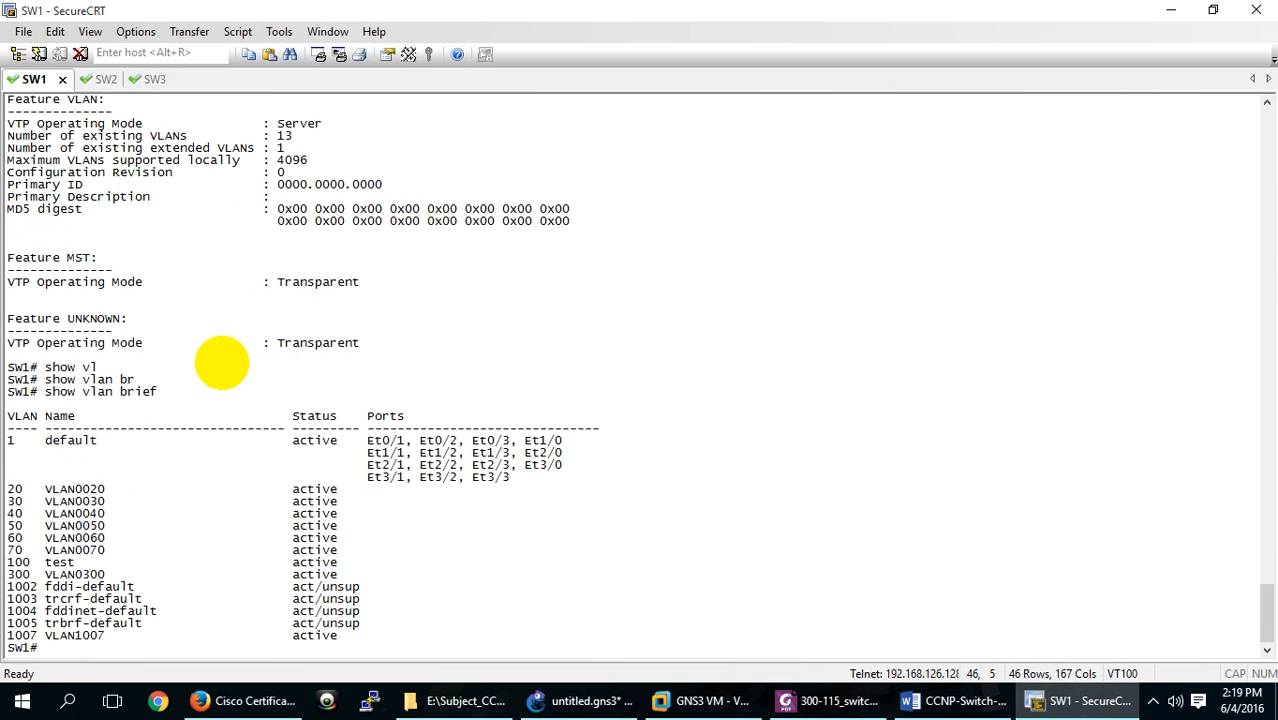 SW1 - SecureCRT
File Edit View Options Transfer Script Tools Window Help
Enter host <Alt+R>
SW1 SW2 SW3
Feature VLAN:
--------------
VTP Operating Mode : Server
Number of existing VLANs : 13
Number of existing extended VLANs : 1
Maximum VLANs supported locally : 4096
Configuration Revision : 0
Primary ID : 0000.0000.0000
Primary Description :
MD5 digest : 0x00 0x00 0x00 0x00 0x00 0x00 0x00 0x00
0x00 0x00 0x00 0x00 0x00 0x00 0x00 0x00
Feature MST:
--------------
VTP Operating Mode : Transparent
Feature UNKNOWN:
--------------
VTP Operating Mode : Transparent
SW1# show vl
SW1# show vlan br
SW1# show vlan brief
VLAN Name Status Ports
---- -------------------------------- --------- -------------------------------
1 default active Et0/1, Et0/2, Et0/3, Et1/0
Et1/1, Et1/2, Et1/3, Et2/0
Et2/1, Et2/2, Et2/3, Et3/0
Et3/1, Et3/2, Et3/3
20 VLAN0020 active
30 VLAN0030 active
40 VLAN0040 active
50 VLAN0050 active
60 VLAN0060 active
70 VLAN0070 active
100 test active
300 VLAN0300 active
1002 fddi-default act/unsup
1003 trcrf-default act/unsup
1004 fddinet-default act/unsup
1005 trbrf-default act/unsup
1007 VLAN1007 active
SW1#
Ready Telnet: 192.168.126.128 46, 5 46 Rows, 167 Cols VT100 CAP NUM
Cisco Certifica... E:\Subject_CC... untitled.gns3* ... GNS3 VM - V... 300-115_switc... CCNP-Switch-... SW1 - SecureC... 2:19 PM
6/4/2016